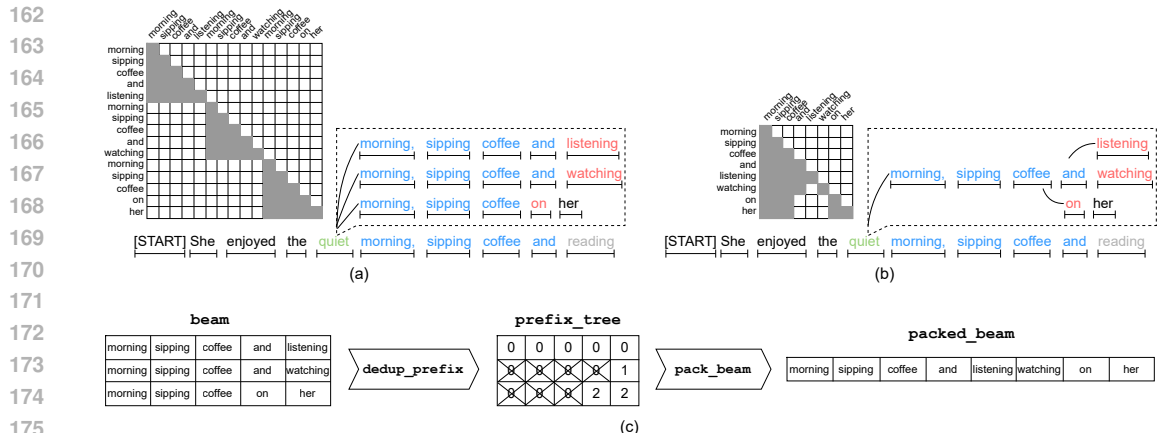 162
163
164
165
166
167
168
169
170
171
172
173
174
175
morning sipping coffee and listening morning sipping coffee and watching morning sipping coffee on her
morning
sipping
coffee
and
listening
morning
sipping
coffee
and
watching
morning
sipping
coffee
on
her
morning, sipping coffee and listening
morning, sipping coffee and watching
morning, sipping coffee on her
[START] She enjoyed the quiet morning, sipping coffee and reading
(a)
morning sipping coffee and listening watching on her
morning
sipping
coffee
and
listening
watching
on
her
listening
morning, sipping coffee and watching
on her
[START] She enjoyed the quiet morning, sipping coffee and reading
(b)
beam
morning sipping coffee and listening
morning sipping coffee and watching
morning sipping coffee on her
dedup_prefix
prefix_tree
0 0 0 0 0
0 0 0 0 1
0 0 0 2 2
pack_beam
packed_beam
morning sipping coffee and listening watching on her
(c)